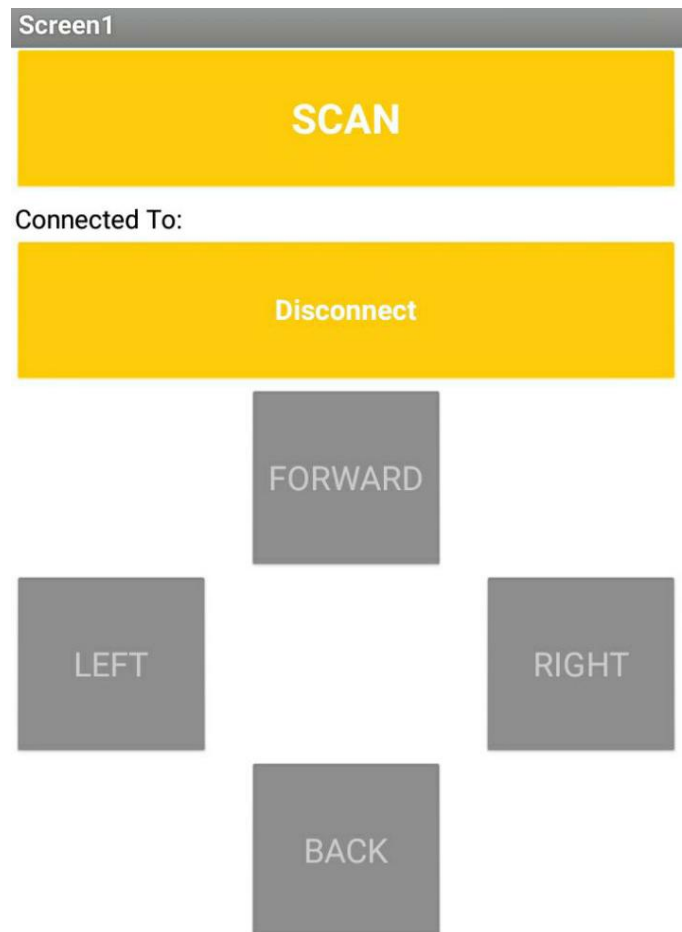 Screen1
SCAN
Connected To:
Disconnect
FORWARD
LEFT
RIGHT
BACK